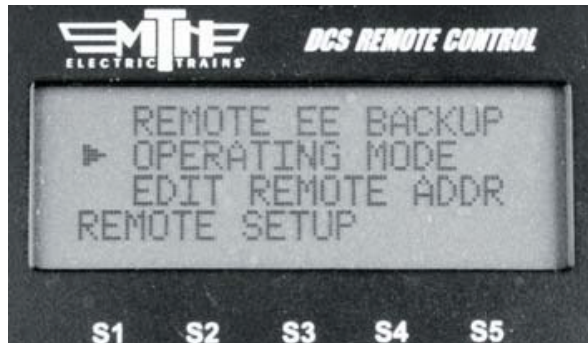 MTH DCS REMOTE CONTROL
ELECTRIC TRAINS
REMOTE EE BACKUP
OPERATING MODE
EDIT REMOTE ADDR
REMOTE SETUP
S1 S2 S3 S4 S5